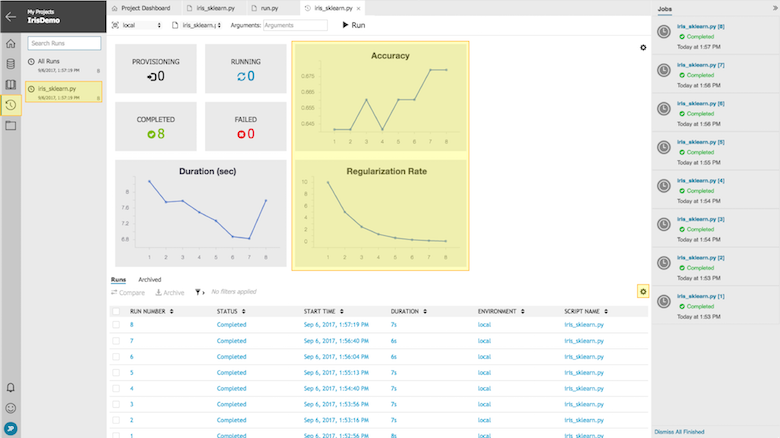 My Projects
IrisDemo
Project Dashboard
iris_sklearn.py
run.py
iris_sklearn.py
Jobs
local
iris_sklearn.py
Arguments:
Arguments
Run
Search Runs
All Runs
9/6/2017, 1:57:19 PM
8
iris_sklearn.py
9/6/2017, 1:57:19 PM
8
PROVISIONING
0
RUNNING
0
COMPLETED
8
FAILED
0
Accuracy
0.675
0.665
0.655
0.645
1 2 3 4 5 6 7 8
Duration (sec)
8
7.6
7.2
6.8
1 2 3 4 5 6 7 8
Regularization Rate
10
8
6
4
2
0
1 2 3 4 5 6 7 8
Runs
Archived
Compare
Archive
No filters applied
RUN NUMBER STATUS START TIME DURATION ENVIRONMENT SCRIPT NAME
8 Completed Sep 6, 2017, 1:57:19 PM 7s local iris_sklearn.py
7 Completed Sep 6, 2017, 1:56:40 PM 6s local iris_sklearn.py
6 Completed Sep 6, 2017, 1:56:04 PM 6s local iris_sklearn.py
5 Completed Sep 6, 2017, 1:55:13 PM 7s local iris_sklearn.py
4 Completed Sep 6, 2017, 1:54:40 PM 7s local iris_sklearn.py
3 Completed Sep 6, 2017, 1:53:56 PM 7s local iris_sklearn.py
2 Completed Sep 6, 2017, 1:53:16 PM 7s local iris_sklearn.py
1 Completed Sep 6, 2017, 1:52:56 PM 8s local iris_sklearn.py
iris_sklearn.py [8]
Completed
Today at 1:57 PM
iris_sklearn.py [7]
Completed
Today at 1:56 PM
iris_sklearn.py [6]
Completed
Today at 1:56 PM
iris_sklearn.py [5]
Completed
Today at 1:55 PM
iris_sklearn.py [4]
Completed
Today at 1:54 PM
iris_sklearn.py [3]
Completed
Today at 1:54 PM
iris_sklearn.py [2]
Completed
Today at 1:53 PM
iris_sklearn.py [1]
Completed
Today at 1:53 PM
Dismiss All Finished